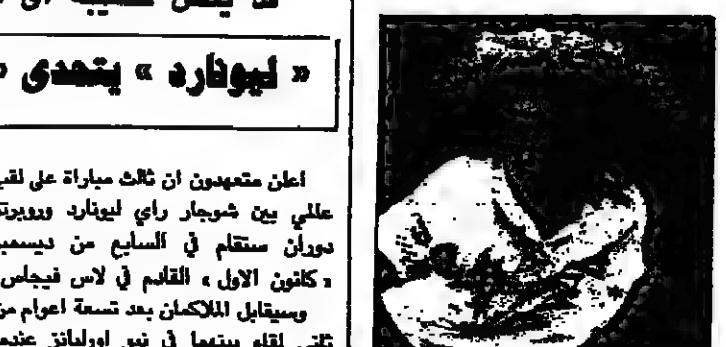 « ليونارد » يتحدى «
اعلن متعهدون ان ثالث مباراة على لقب
عالمي بين شوجار راي ليونارد وروبرتو
دوران ستقام في السابع من ديسمبر
« كانون الاول » القادم في لاس فيجاس
وسيتقابل الملاكمان بعد تسعة اعوام من
ثاني لقاء بينهما في نيو اورليانز عندما